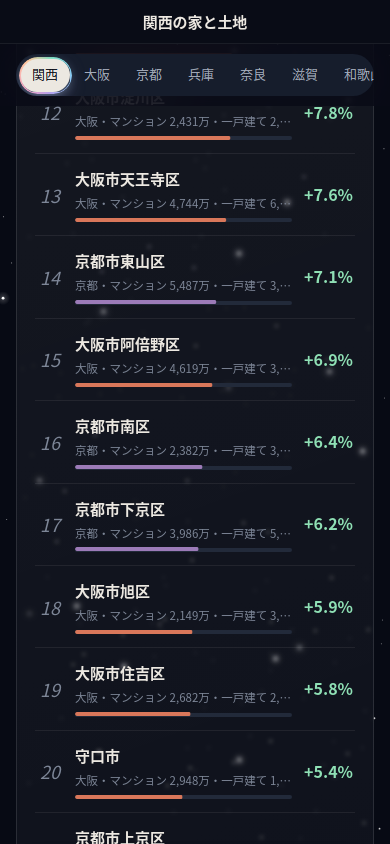 関西の家と土地
関西 大阪 京都 兵庫 奈良 滋賀 和歌山
大阪市淀川区
12 +7.8%
大阪・マンション 2,431万・一戸建て 2,…
大阪市天王寺区
13 +7.6%
大阪・マンション 4,744万・一戸建て 6,…
京都市東山区
14 +7.1%
京都・マンション 5,487万・一戸建て 3,…
大阪市阿倍野区
15 +6.9%
大阪・マンション 4,619万・一戸建て 3,…
京都市南区
16 +6.4%
京都・マンション 2,382万・一戸建て 3,…
京都市下京区
17 +6.2%
京都・マンション 3,986万・一戸建て 5,…
大阪市旭区
18 +5.9%
大阪・マンション 2,149万・一戸建て 3,…
大阪市住吉区
19 +5.8%
大阪・マンション 2,682万・一戸建て 2,…
守口市
20 +5.4%
大阪・マンション 2,948万・一戸建て 1,…
京都市上京区